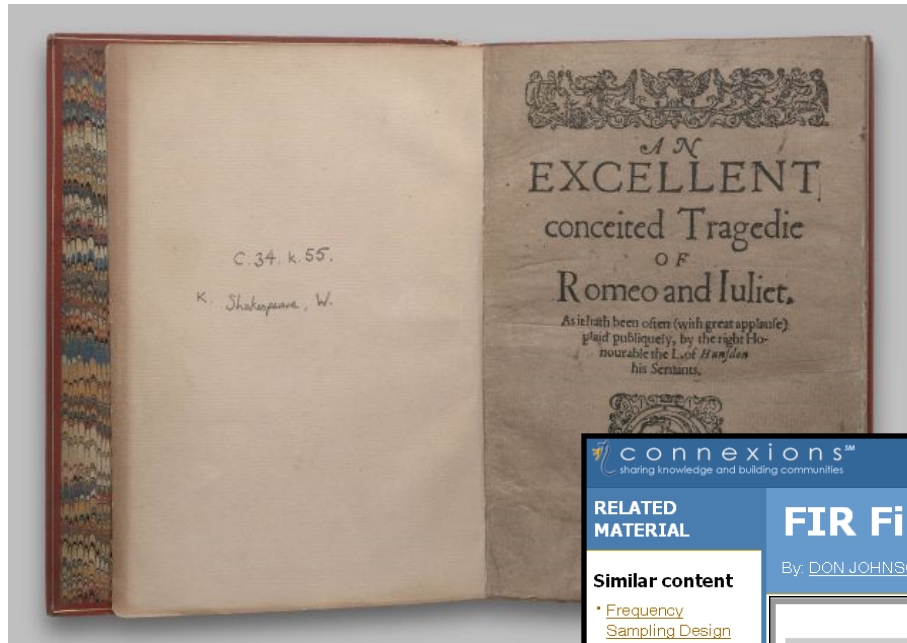 C.34.k.55.
K. Shakespeare, W.
AN
EXCELLENT
conceited Tragedie
OF
Romeo and Iuliet.
As it hath been often (with great applause)
plaid publiquely, by the right Ho-
nourable the L. of Hunsdon
his Seruants.
connexions℠
sharing knowledge and building communities
RELATED
MATERIAL
Similar content
• Frequency
Sampling Design
FIR Fi
By: DON JOHNS